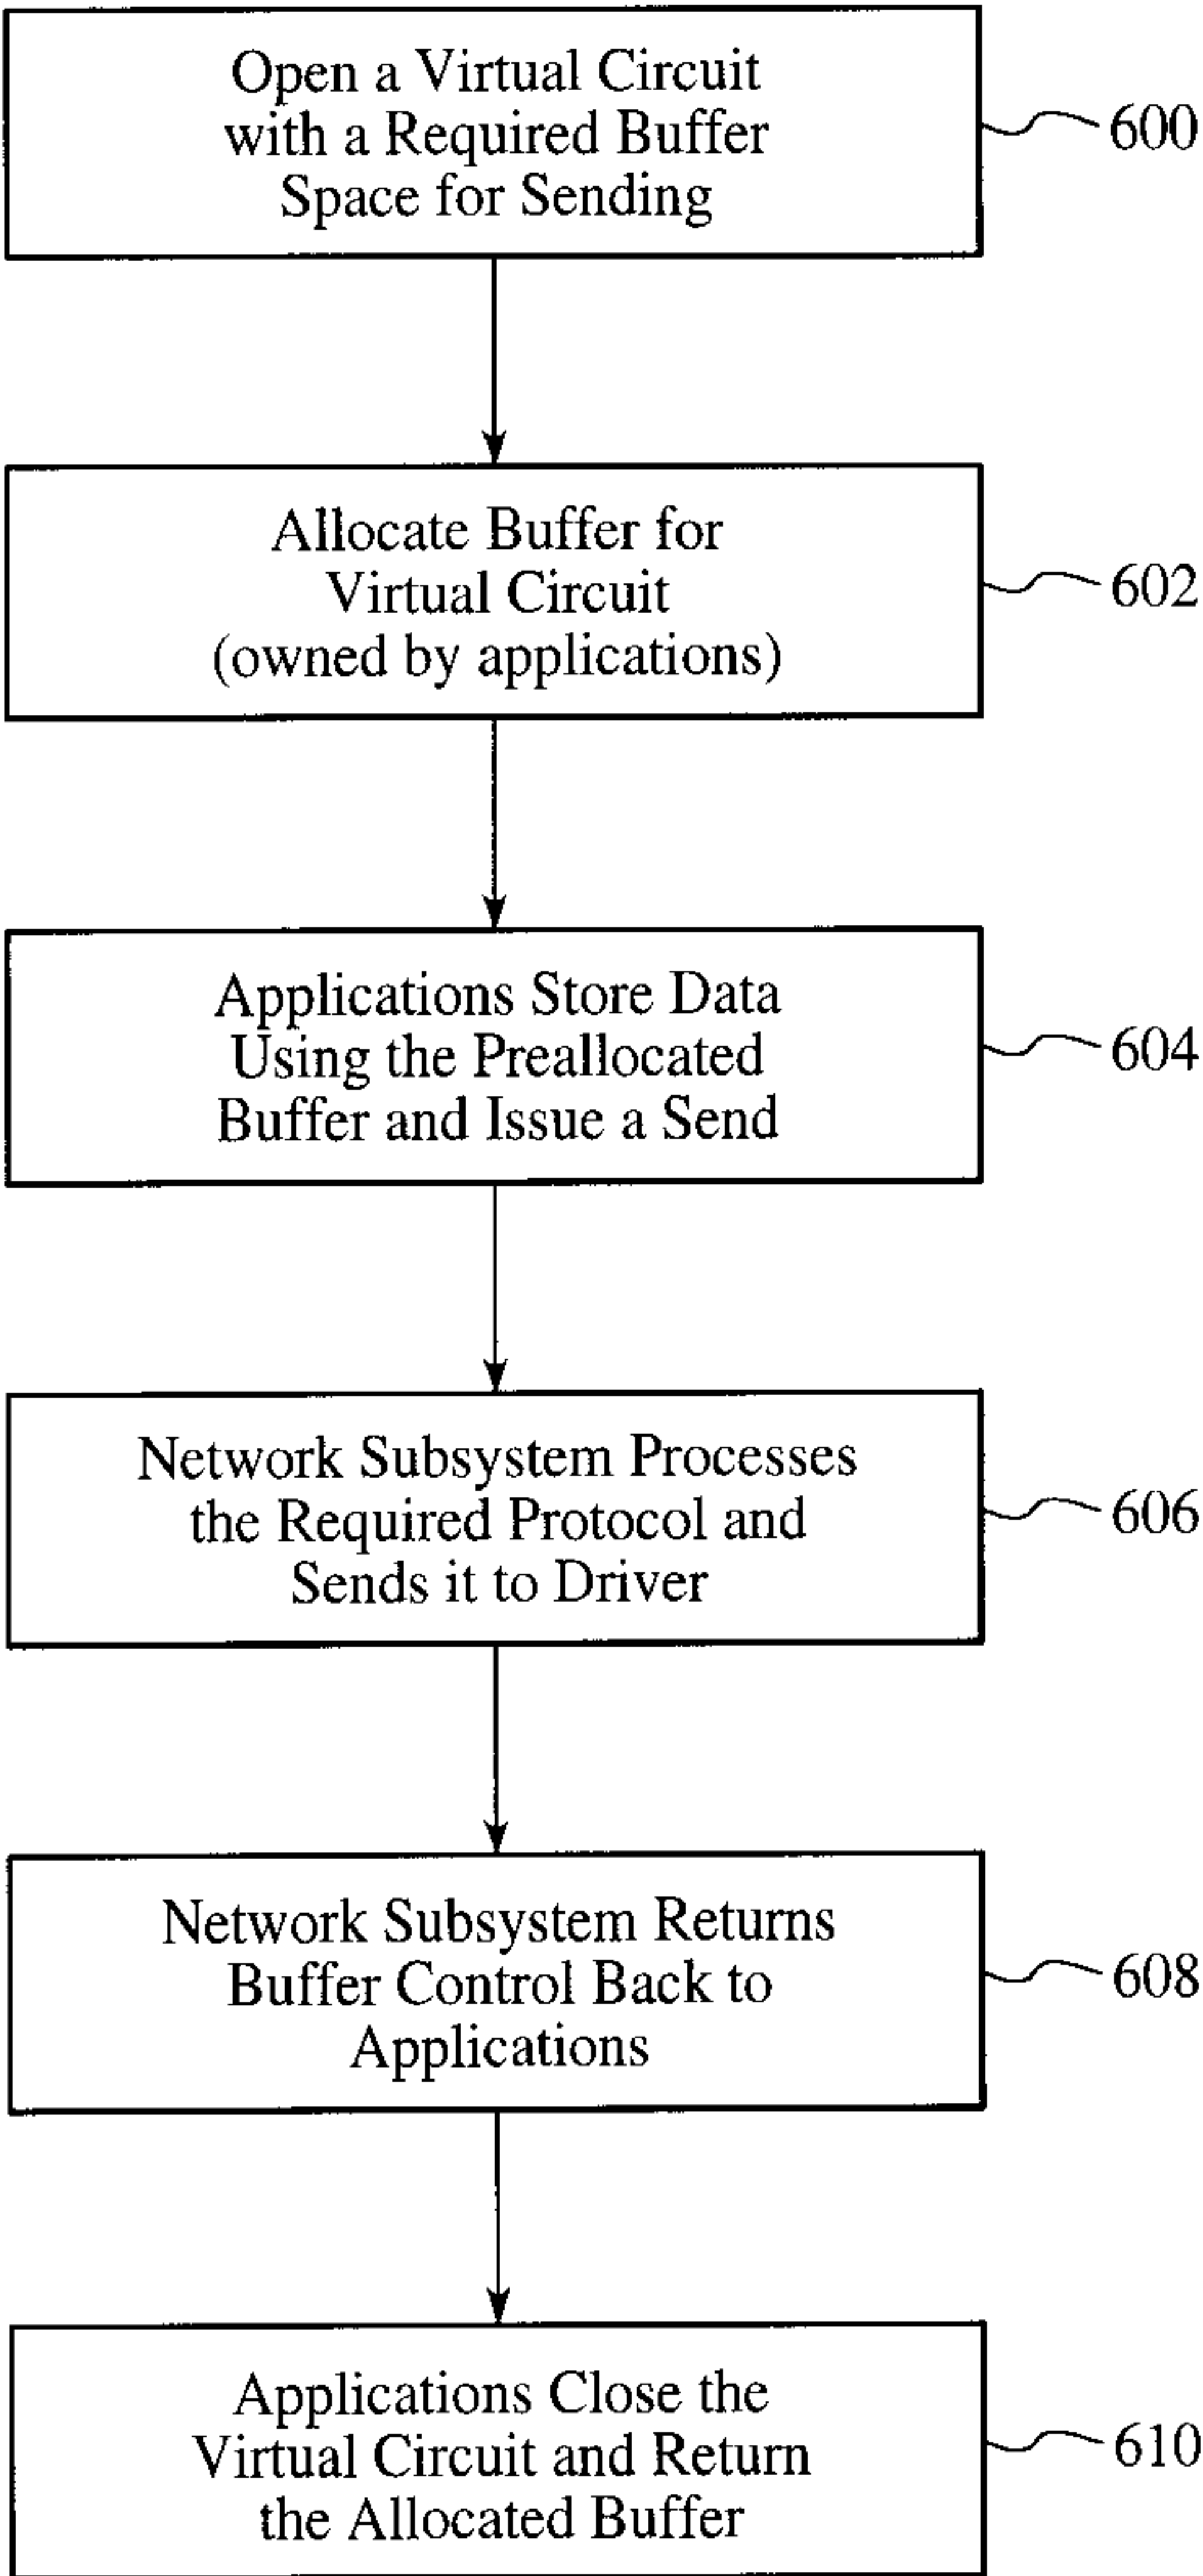 Open a Virtual Circuit
with a Required Buffer
Space for Sending
600
Allocate Buffer for
Virtual Circuit
(owned by applications)
602
Applications Store Data
Using the Preallocated
Buffer and Issue a Send
604
Network Subsystem Processes
the Required Protocol and
Sends it to Driver
606
Network Subsystem Returns
Buffer Control Back to
Applications
608
Applications Close the
Virtual Circuit and Return
the Allocated Buffer
610